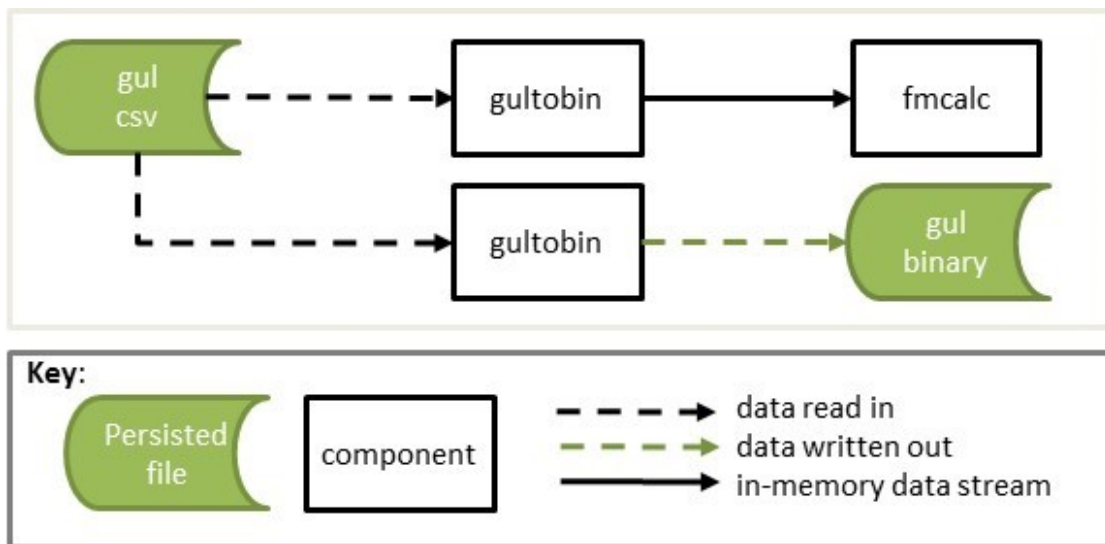 gul
csv
gultobin
fmcalc
gultobin
gul
binary
Key:
Persisted
file
component
data read in
data written out
in-memory data stream